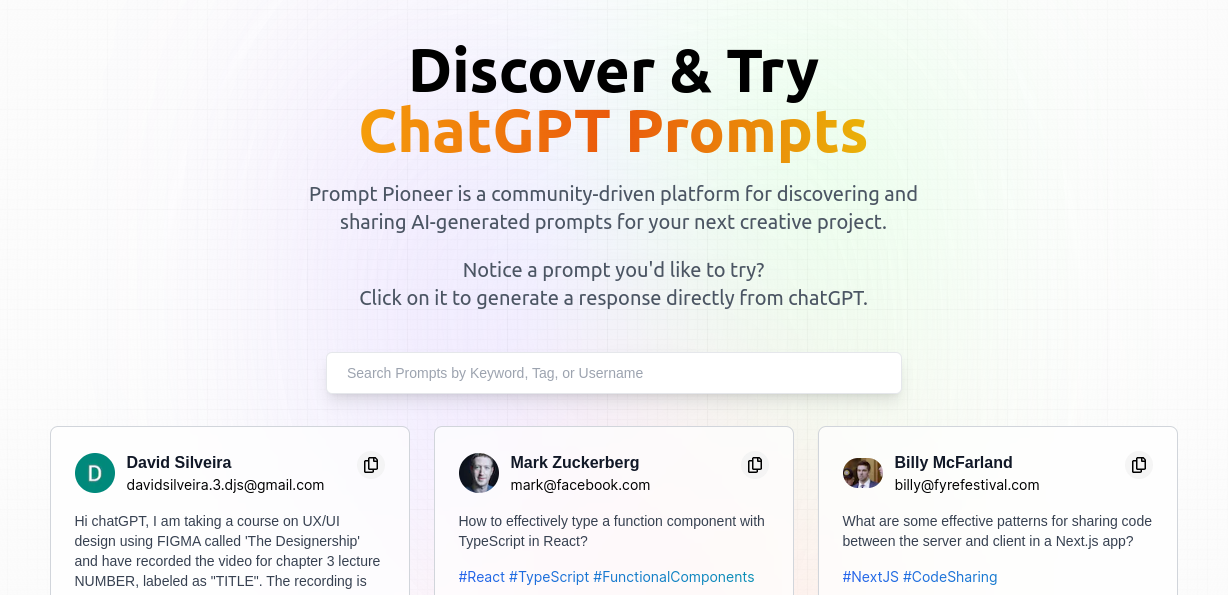 Discover & Try
ChatGPT Prompts
Prompt Pioneer is a community-driven platform for discovering and
sharing AI-generated prompts for your next creative project.
Notice a prompt you'd like to try?
Click on it to generate a response directly from chatGPT.
Search Prompts by Keyword, Tag, or Username
D
David Silveira
davidsilveira.3.djs@gmail.com
Hi chatGPT, I am taking a course on UX/UI
design using FIGMA called 'The Designership'
and have recorded the video for chapter 3 lecture
NUMBER, labeled as "TITLE". The recording is
Mark Zuckerberg
mark@facebook.com
How to effectively type a function component with
TypeScript in React?
#React #TypeScript #FunctionalComponents
Billy McFarland
billy@fyrefestival.com
What are some effective patterns for sharing code
between the server and client in a Next.js app?
#NextJS #CodeSharing